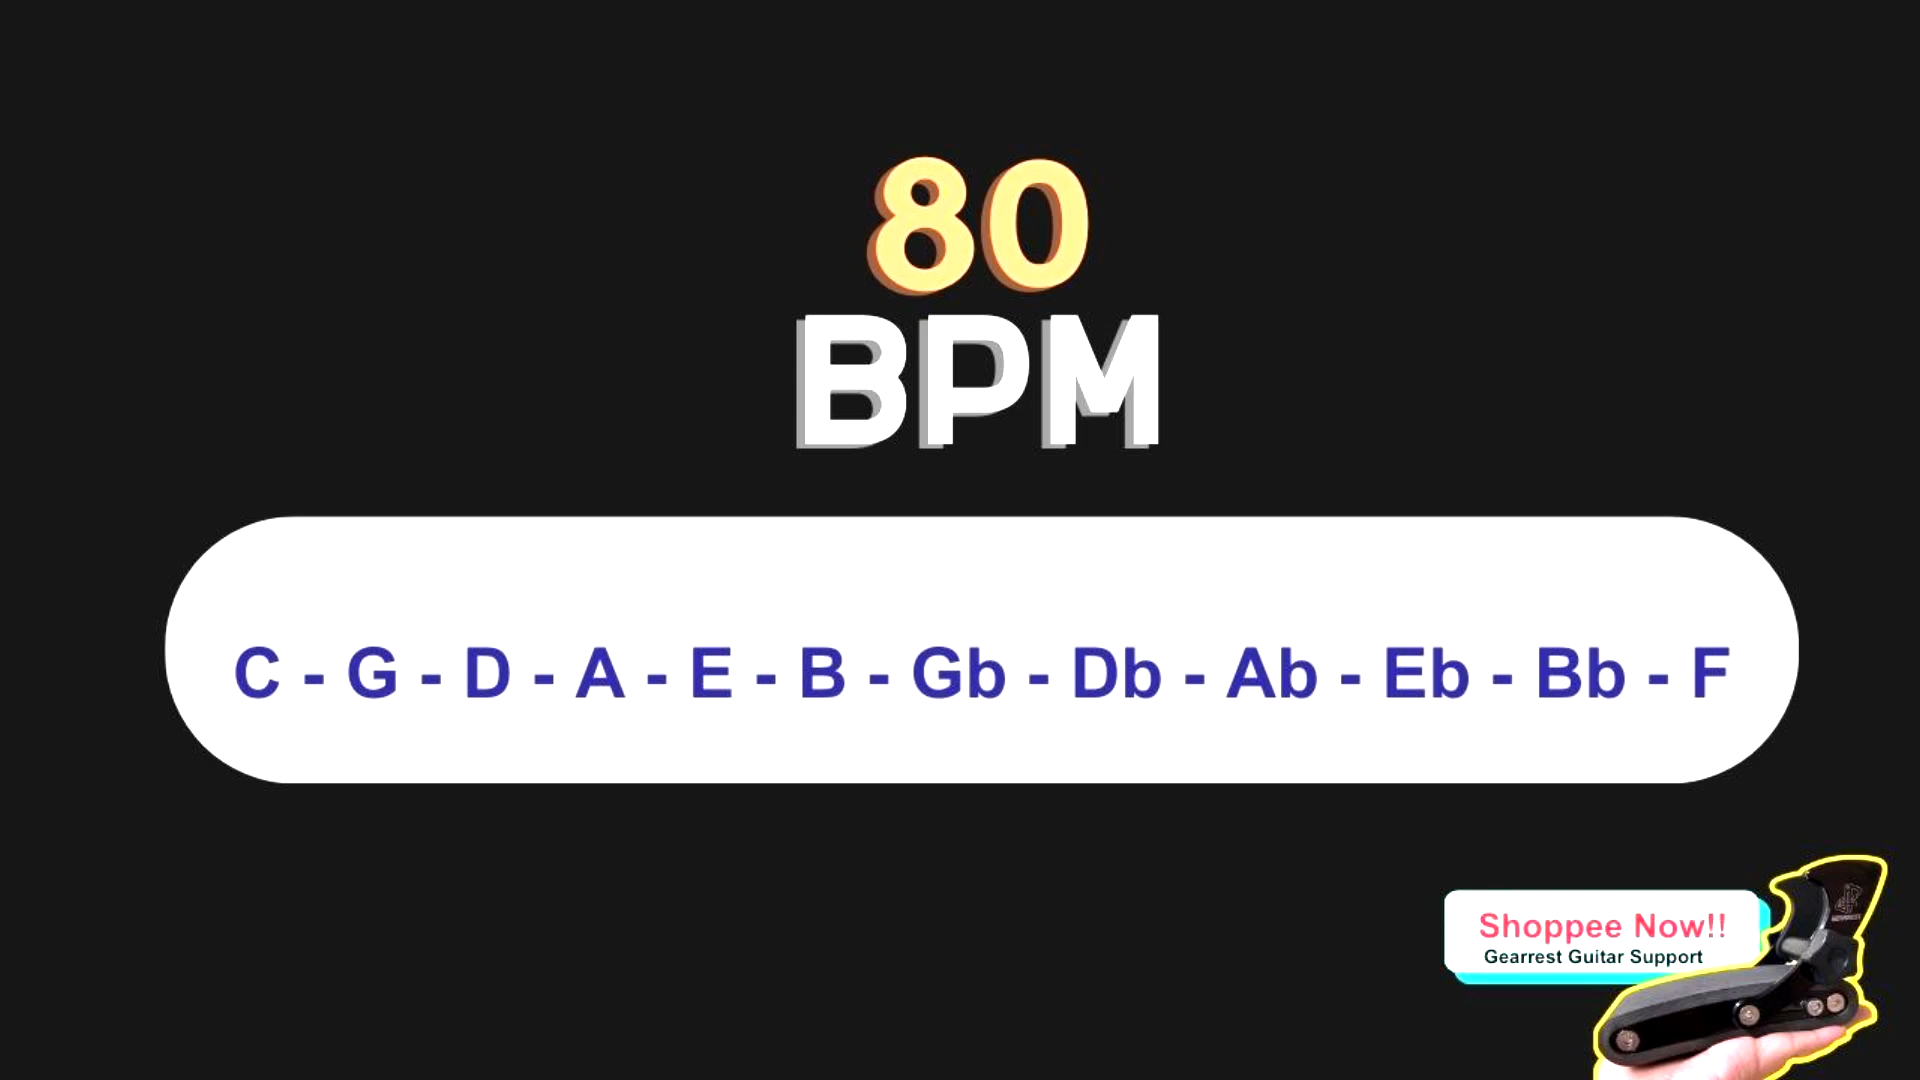 80
BPM
C - G - D - A - E - B - Gb - Db - Ab - Eb - Bb - F
Shoppee Now!!
Gearrest Guitar Support